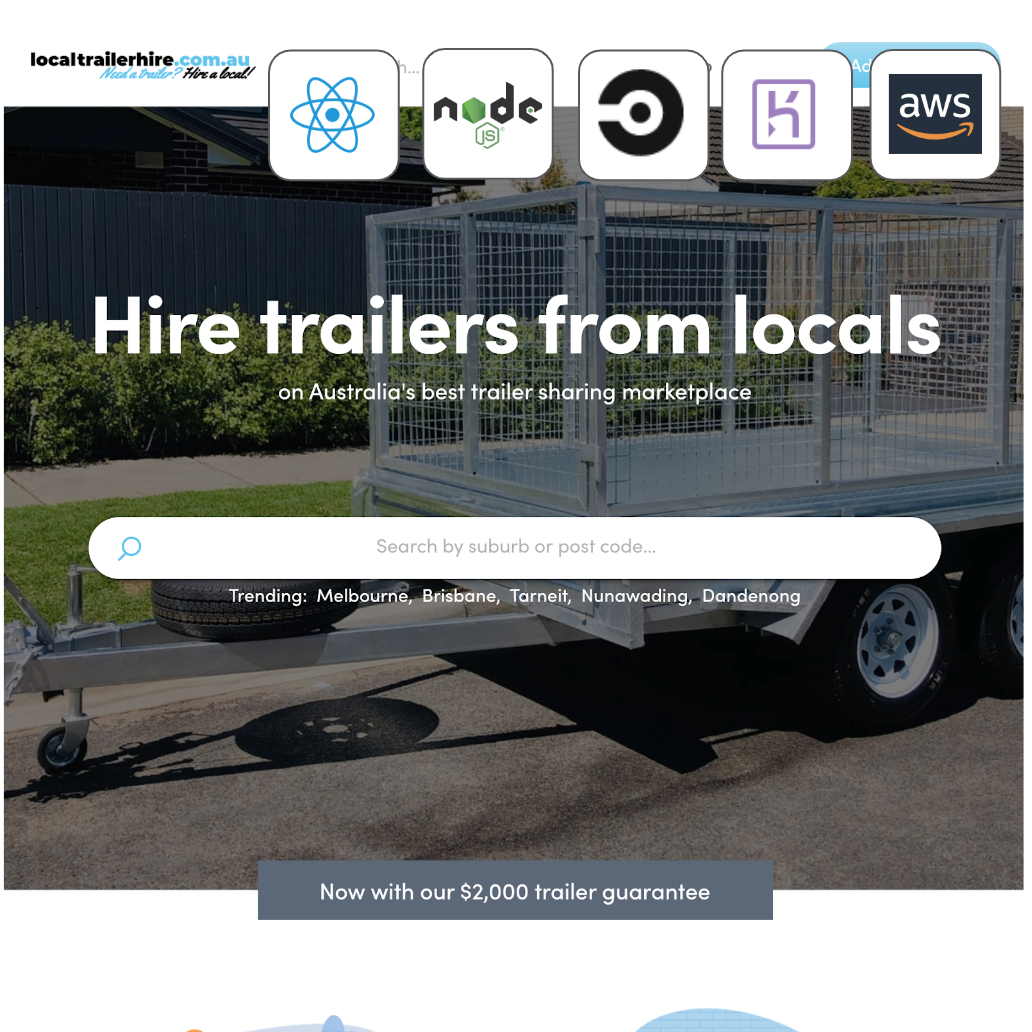 localtrailerhire.com.au
Need a trailer? Hire a local!
node
JS
aws
Hire trailers from locals
on Australia's best trailer sharing marketplace
Search by suburb or post code...
Trending: Melbourne, Brisbane, Tarneit, Nunawading, Dandenong
Now with our $2,000 trailer guarantee